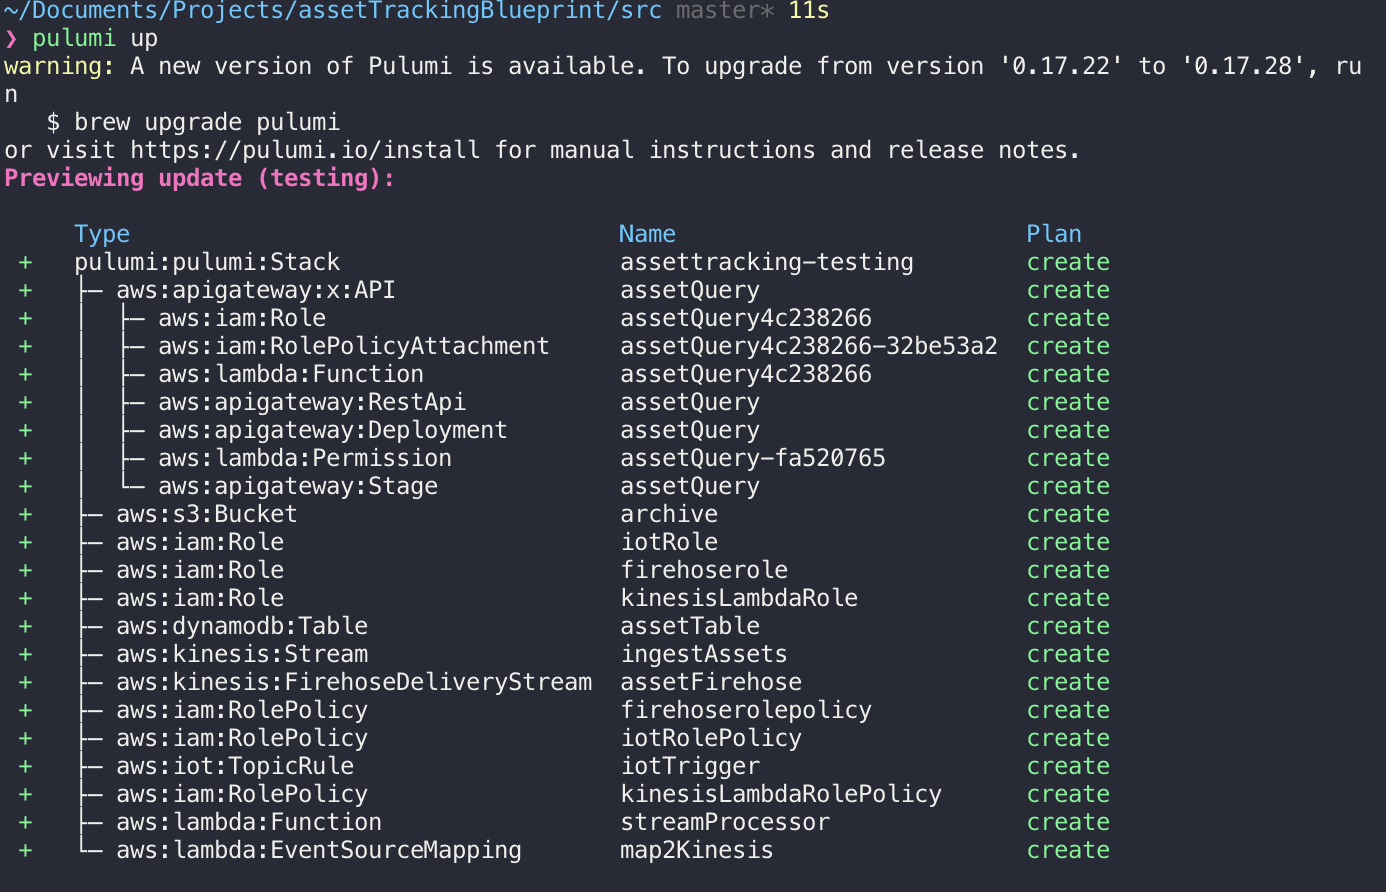 ~/Documents/Projects/assetTrackingBlueprint/src master* 11s
❯ pulumi up
warning: A new version of Pulumi is available. To upgrade from version '0.17.22' to '0.17.28', ru
n
   $ brew upgrade pulumi
or visit https://pulumi.io/install for manual instructions and release notes.
Previewing update (testing):

     Type                                   Name                        Plan
 +   pulumi:pulumi:Stack                    assettracking-testing       create
 +   ├─ aws:apigateway:x:API                assetQuery                  create
 +   │  ├─ aws:iam:Role                     assetQuery4c238266          create
 +   │  ├─ aws:iam:RolePolicyAttachment     assetQuery4c238266-32be53a2 create
 +   │  ├─ aws:lambda:Function              assetQuery4c238266          create
 +   │  ├─ aws:apigateway:RestApi           assetQuery                  create
 +   │  ├─ aws:apigateway:Deployment        assetQuery                  create
 +   │  ├─ aws:lambda:Permission            assetQuery-fa520765         create
 +   │  └─ aws:apigateway:Stage             assetQuery                  create
 +   ├─ aws:s3:Bucket                       archive                     create
 +   ├─ aws:iam:Role                        iotRole                     create
 +   ├─ aws:iam:Role                        firehoserole                create
 +   ├─ aws:iam:Role                        kinesisLambdaRole           create
 +   ├─ aws:dynamodb:Table                  assetTable                  create
 +   ├─ aws:kinesis:Stream                  ingestAssets                create
 +   ├─ aws:kinesis:FirehoseDeliveryStream  assetFirehose               create
 +   ├─ aws:iam:RolePolicy                  firehoserolepolicy          create
 +   ├─ aws:iam:RolePolicy                  iotRolePolicy               create
 +   ├─ aws:iot:TopicRule                   iotTrigger                  create
 +   ├─ aws:iam:RolePolicy                  kinesisLambdaRolePolicy     create
 +   ├─ aws:lambda:Function                 streamProcessor             create
 +   └─ aws:lambda:EventSourceMapping       map2Kinesis                 create